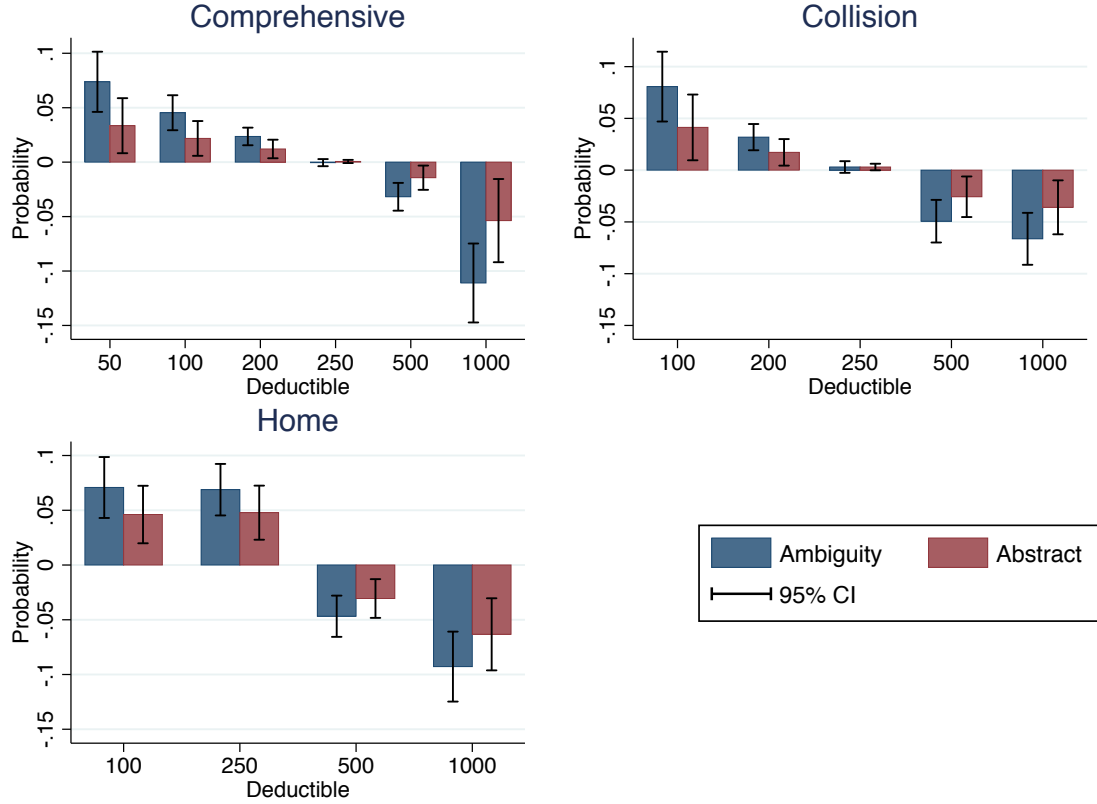 Comprehensive
Probability
.1
.05
0
-.05
-.1
-.15
50 100 200 250 500 1000
Deductible
Collision
Probability
.1
.05
0
-.05
-.1
-.15
100 200 250 500 1000
Deductible
Home
Probability
.1
.05
0
-.05
-.1
-.15
100 250 500 1000
Deductible
Ambiguity Abstract
95% CI